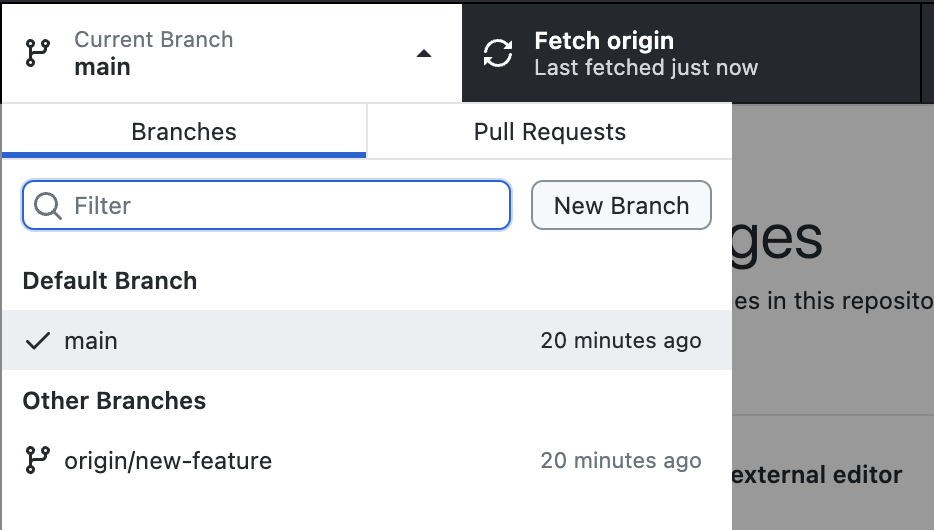 Current Branch
main
Fetch origin
Last fetched just now
Branches
Pull Requests
Filter
New Branch
Default Branch
main
20 minutes ago
Other Branches
origin/new-feature
20 minutes ago
es in this reposito
external editor